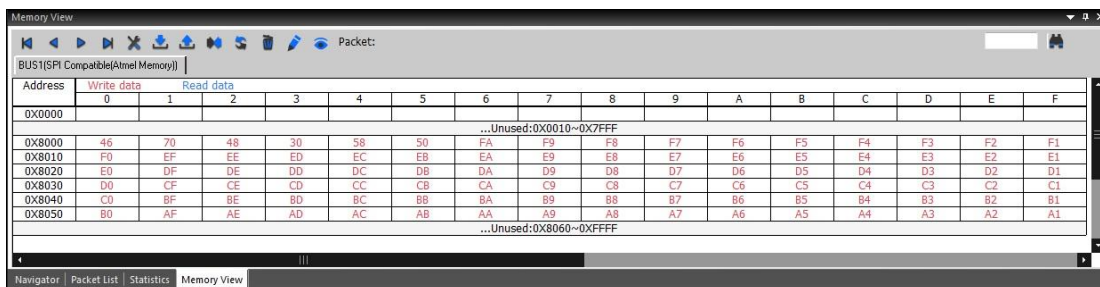 Memory View
Packet:
BUS1(SPI Compatible(Atmel Memory))
Address Write data Read data
0 1 2 3 4 5 6 7 8 9 A B C D E F
0X0000
...Unused:0X0010~0X7FFF
0X8000 46 70 48 30 58 50 FA F9 F8 F7 F6 F5 F4 F3 F2 F1
0X8010 F0 EF EE ED EC EB EA E9 E8 E7 E6 E5 E4 E3 E2 E1
0X8020 E0 DF DE DD DC DB DA D9 D8 D7 D6 D5 D4 D3 D2 D1
0X8030 D0 CF CE CD CC CB CA C9 C8 C7 C6 C5 C4 C3 C2 C1
0X8040 C0 BF BE BD BC BB BA B9 B8 B7 B6 B5 B4 B3 B2 B1
0X8050 B0 AF AE AD AC AB AA A9 A8 A7 A6 A5 A4 A3 A2 A1
...Unused:0X8060~0XFFFF
Navigator Packet List Statistics Memory View